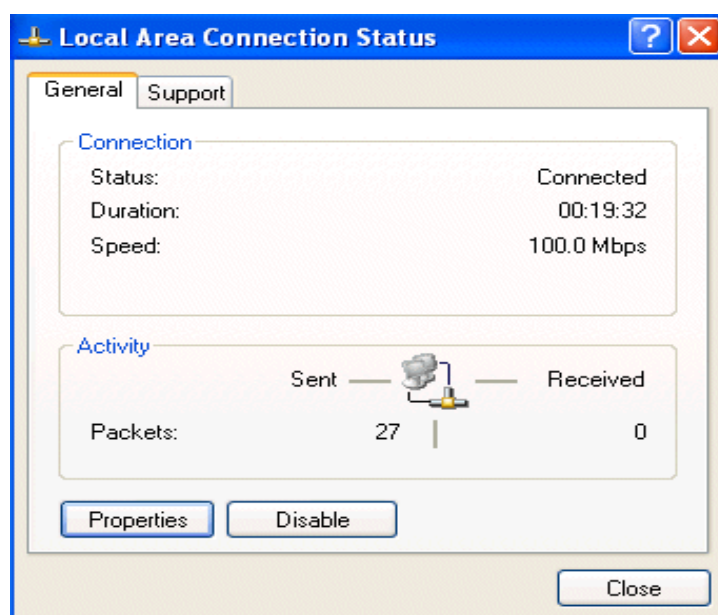 Local Area Connection Status ?
General Support
Connection
Status: Connected
Duration: 00:19:32
Speed: 100.0 Mbps
Activity
Sent Received
Packets: 27 0
Properties Disable
Close